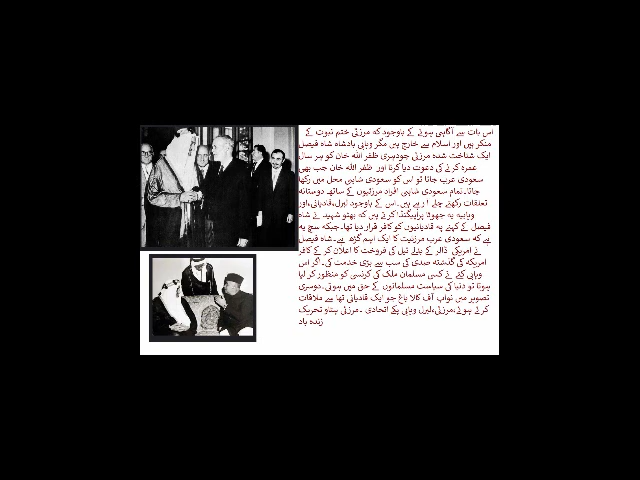 اس بات سے آگاہی ہونے کے باوجود کہ مرزئی ختم نبوت کے
منکر ہیں اور اسلام سے خارج ہیں مگر وہابی بادشاہ شاہ فیصل
ایک شناخت شدہ مرزئی چوہدری ظفر اللہ خان کو ہر سال
عمرہ کرنے کی دعوت دیا کرتا اور ظفر اللہ خان جب بھی
سعودی عرب جاتا تو اس کو سعودی شاہی محل میں رکھا
جاتا۔تمام سعودی شاہی افراد مرزئیوں کے ساتھ دوستانہ
تعلقات رکھتے چلے آ رہے ہیں۔اس کے باوجود لبرل،قادیانی،اور
وہابیہ یہ جھوٹا پراپیگنڈا کرتے ہیں کہ بھٹو شہید نے شاہ
فیصل کے کہنے پہ قادیانیوں کو کافر قرار دیا تھا۔جبکہ سچ یہ
ہے کہ سعودی عرب مرزئیت کا ایک اہم گڑھ ہے۔شاہ فیصل
نے امریکی ڈالر کے بدلے تیل کی فروخت کا اعلان کر کے کافر
امریکہ کی گذشتہ صدی کی سب سے بڑی خدمت کی۔اگر اس
وہابی کتے نے کسی مسلمان ملک کی کرنسی کو منظور کر لیا
ہوتا تو دنیا کی سیاست مسلمانوں کے حق میں ہوتی۔دوسری
تصویر میں نواب آف کالا باغ جو ایک قادیانی تھا سے ملاقات
کرتے ہوئے،مرزئی،لبرل وہابی پکے اتحادی ۔مرزئی ہٹاو تحریک
زندہ باد